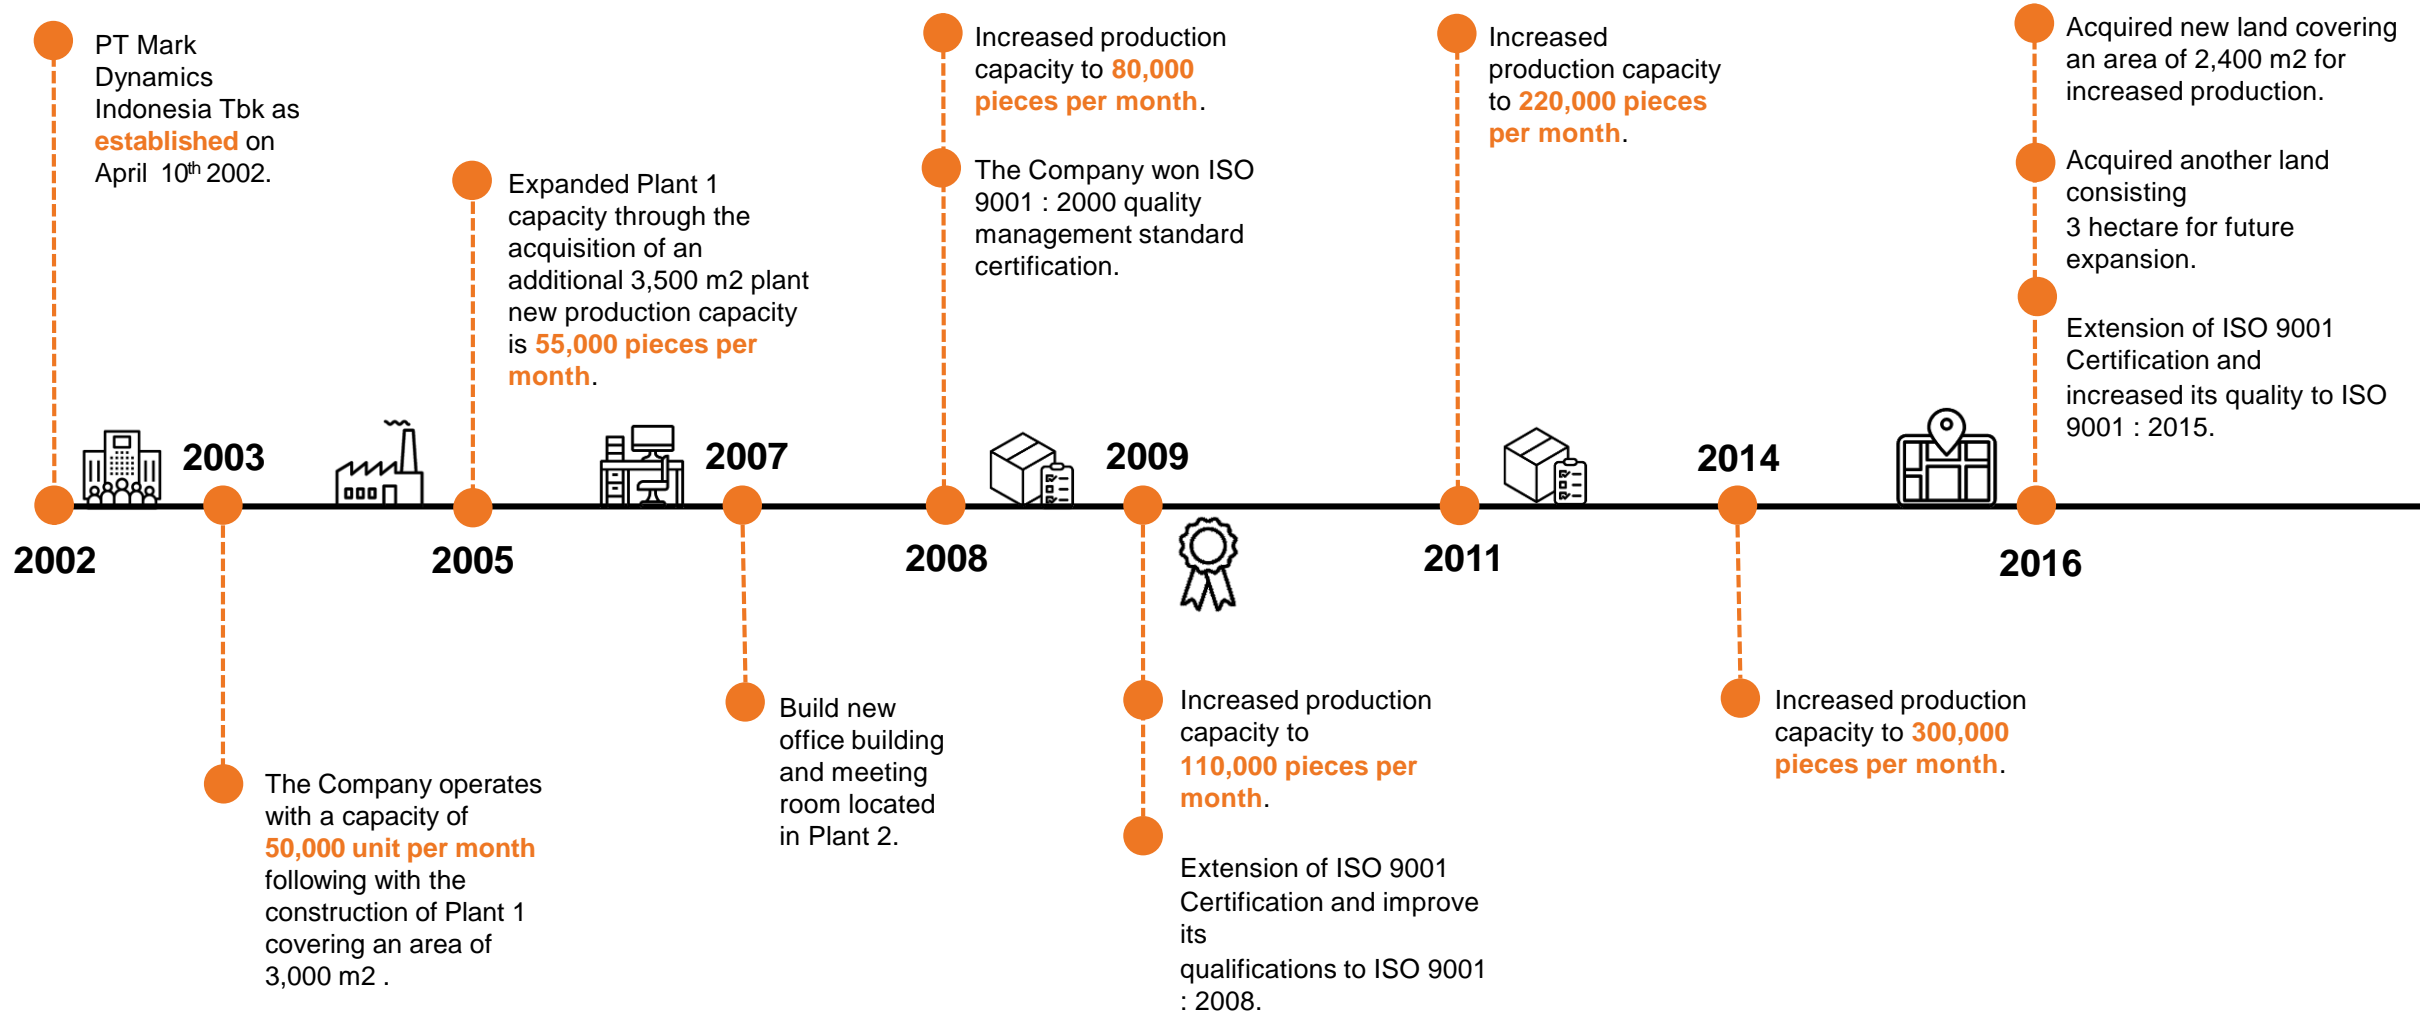 PT Mark
Dynamics
Indonesia Tbk as
established on
April 10th 2002.
2002
2003
The Company operates
with a capacity of
50,000 unit per month
following with the
construction of Plant 1
covering an area of
3,000 m2 .
Expanded Plant 1
capacity through the
acquisition of an
additional 3,500 m2 plant
new production capacity
is 55,000 pieces per
month.
2005
2007
Build new
office building
and meeting
room located
in Plant 2.
Increased production
capacity to 80,000
pieces per month.
The Company won ISO
9001 : 2000 quality
management standard
certification.
2008
2009
Increased production
capacity to
110,000 pieces per
month.
Extension of ISO 9001
Certification and improve
its
qualifications to ISO 9001
: 2008.
Increased
production capacity
to 220,000 pieces
per month.
2011
2014
Increased production
capacity to 300,000
pieces per month.
Acquired new land covering
an area of 2,400 m2 for
increased production.
Acquired another land
consisting
3 hectare for future
expansion.
Extension of ISO 9001
Certification and
increased its quality to ISO
9001 : 2015.
2016